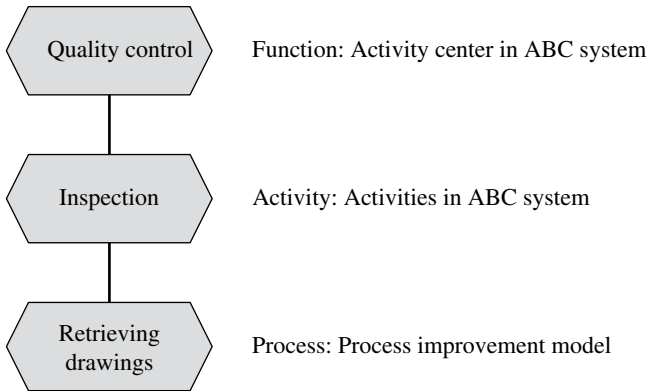 Quality control
Function: Activity center in ABC system
Inspection
Activity: Activities in ABC system
Retrieving
drawings
Process: Process improvement model